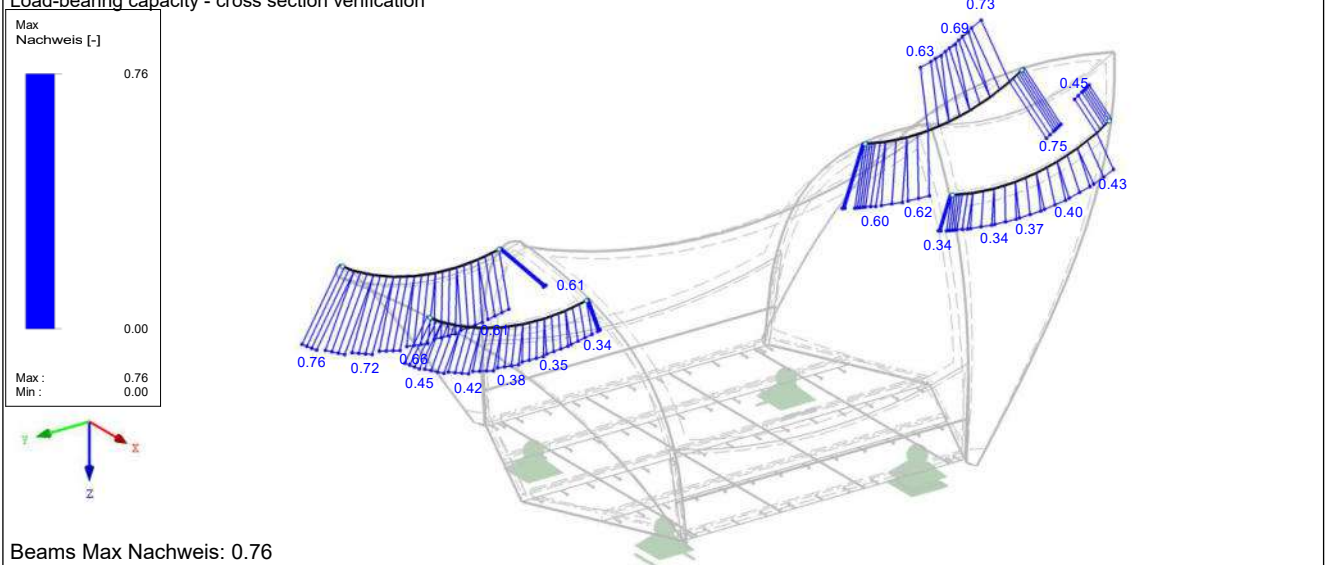 Load-bearing capacity - cross section verification
Max
Nachweis [-]
0.76
0.00
Max :
0.76
Min :
0.00
0.73
0.69
0.63
0.45
0.75
0.43
0.40
0.37
0.34
0.34
0.62
0.60
0.61
0.61
0.34
0.35
0.38
0.42
0.45
0.66
0.72
0.76
Y
X
Z
Beams Max Nachweis: 0.76